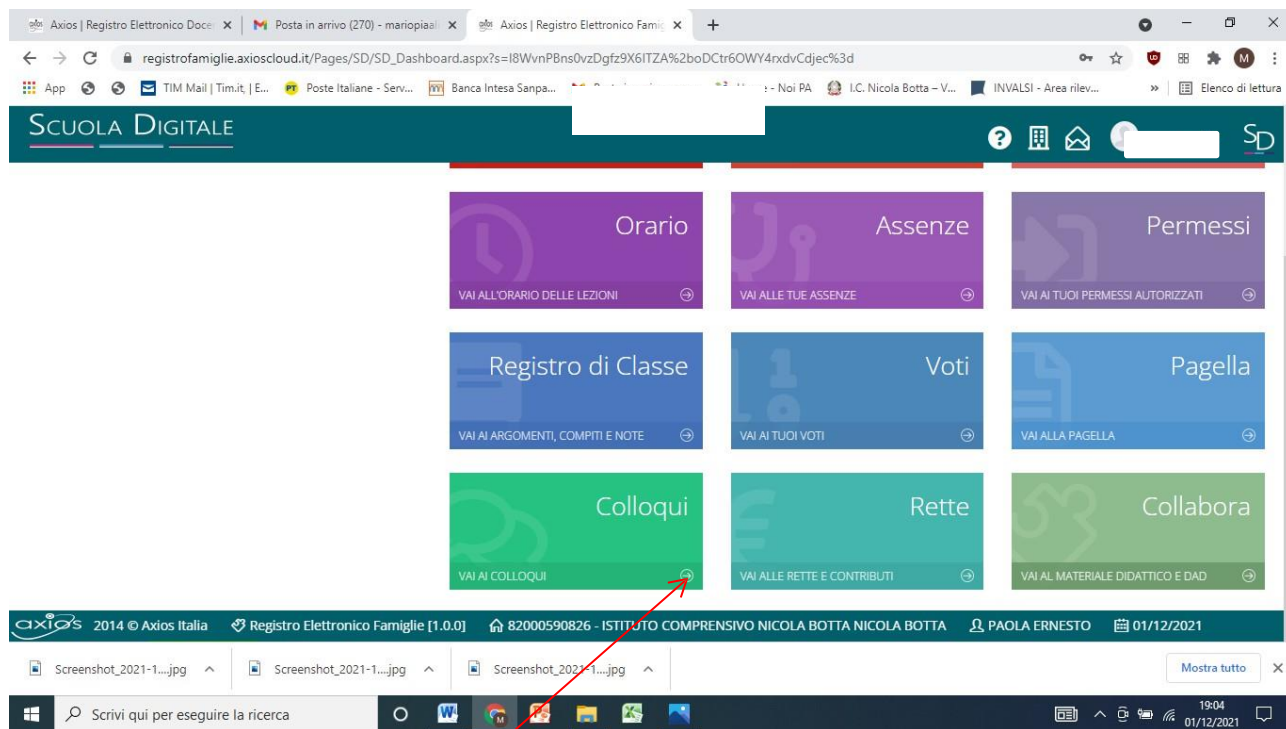 Axios | Registro Elettronico Doce
Posta in arrivo (270) - mariopiaal
Axios | Registro Elettronico Famig
registrofamiglie.axioscloud.it/Pages/SD/SD_Dashboard.aspx?s=
App
TIM Mail | Tim.it, | E...
Poste Italiane - Serv...
Banca Intesa Sanpa...
- Noi PA
I.C. Nicola Botta – V...
INVALSI - Area rilev...
»
Elenco di lettura
SCUOLA DIGITALE
SD
Orario
VAI ALL'ORARIO DELLE LEZIONI
Assenze
VAI ALLE TUE ASSENZE
Permessi
VAI AI TUOI PERMESSI AUTORIZZATI
Registro di Classe
VAI AI ARGOMENTI, COMPITI E NOTE
Voti
VAI AI TUOI VOTI
Pagella
VAI ALLA PAGELLA
Colloqui
VAI AI COLLOQUI
Rette
VAI ALLE RETTE E CONTRIBUTI
Collabora
VAI AL MATERIALE DIDATTICO E DAD
axios 2014 © Axios Italia Registro Elettronico Famiglie [1.0.0] 82000590826 - ISTITUTO COMPRENSIVO NICOLA BOTTA NICOLA BOTTA PAOLA ERNESTO 01/12/2021
Screenshot_2021-1....jpg
Screenshot_2021-1....jpg
Screenshot_2021-1....jpg
Mostra tutto
Scrivi qui per eseguire la ricerca
19:04
01/12/2021